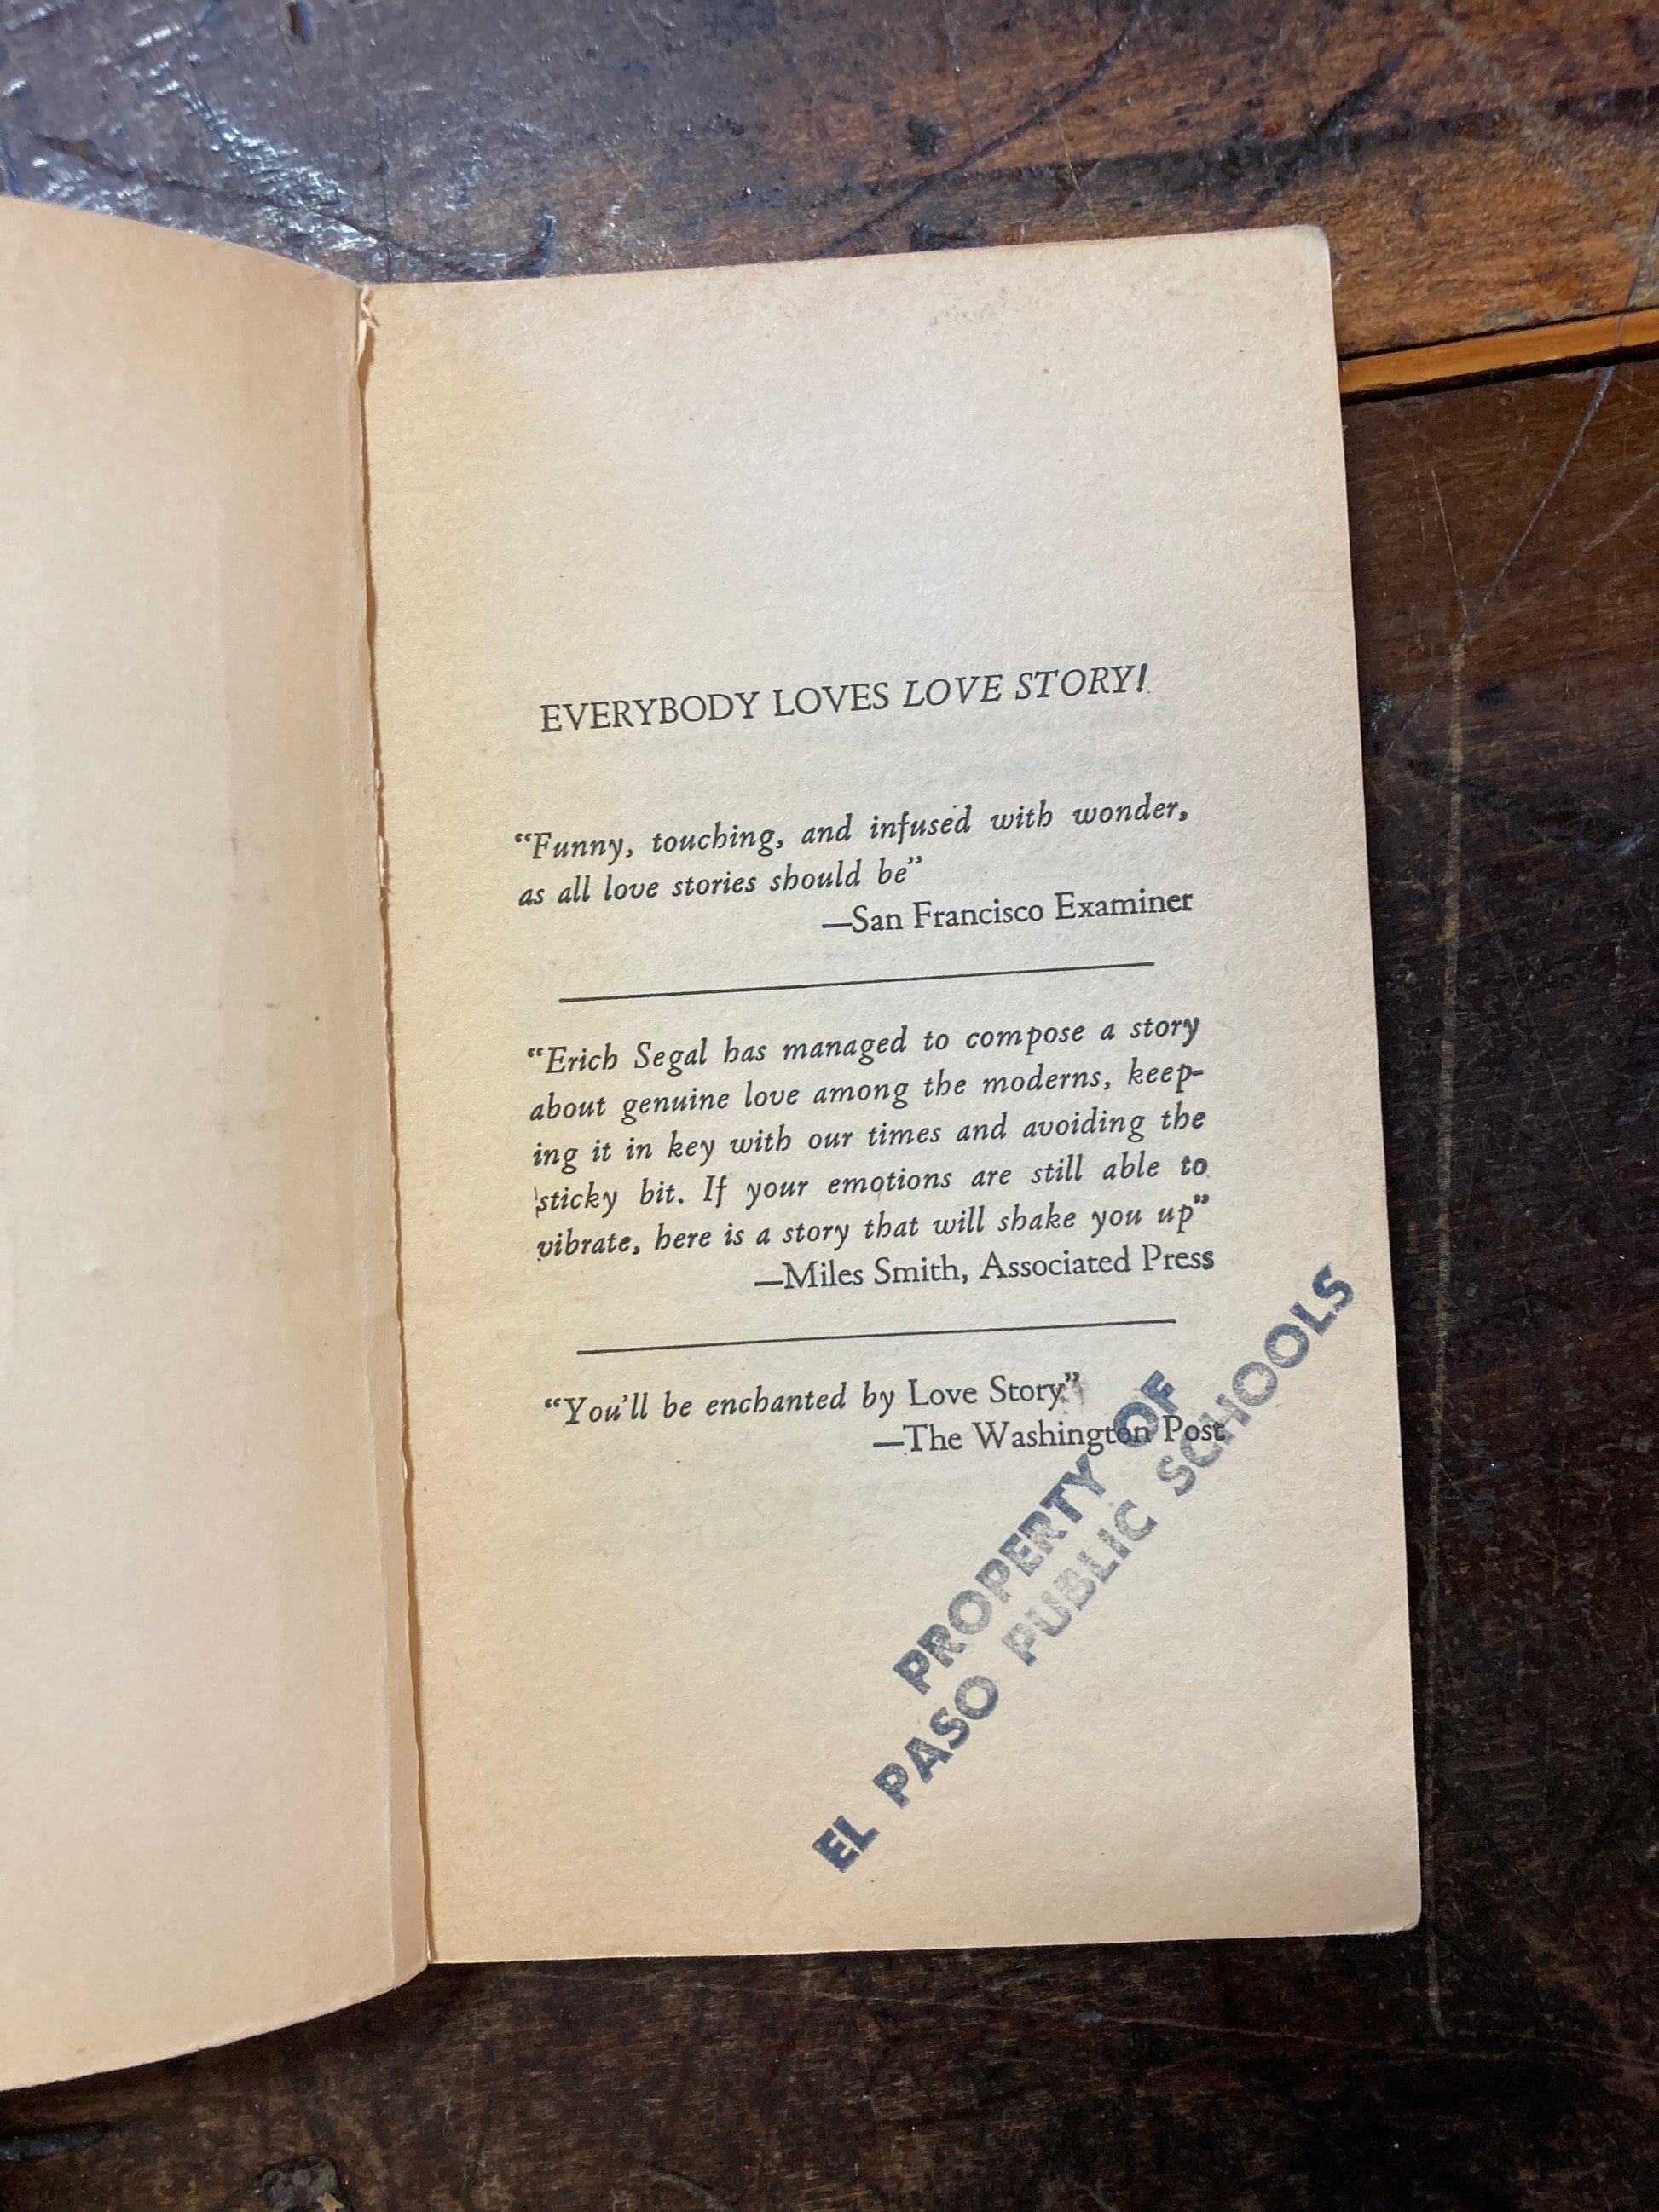 EVERYBODY LOVES LOVE STORY!
“Funny, touching, and infused with wonder,
as all love stories should be”
—San Francisco Examiner
“Erich Segal has managed to compose a story
about genuine love among the moderns, keep-
ing it in key with our times and avoiding the
sticky bit. If your emotions are still able to
vibrate, here is a story that will shake you up”
—Miles Smith, Associated Press
“You’ll be enchanted by Love Story”
—The Washington Post
PROPERTY OF
EL PASO PUBLIC SCHOOLS